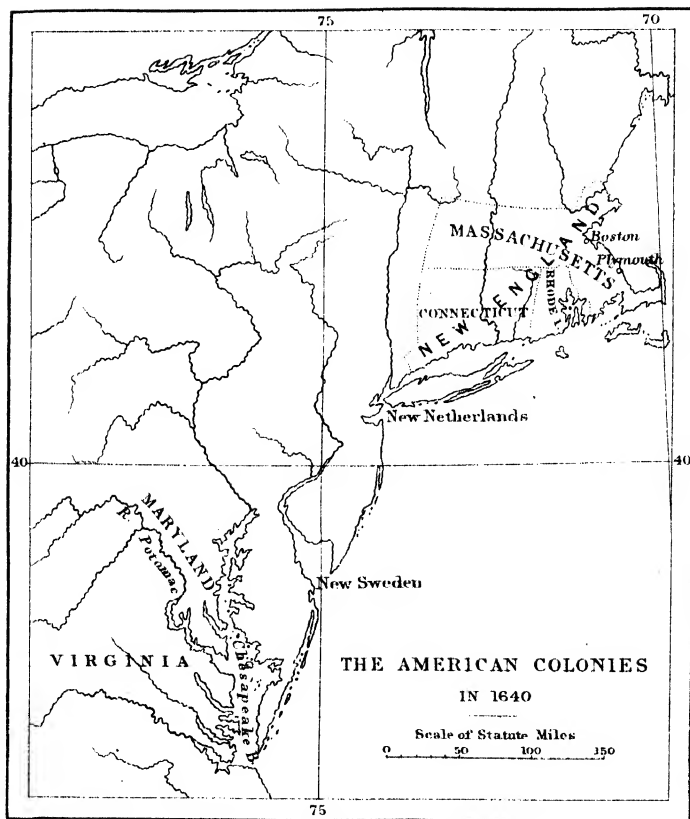 75 70
MASSACHUSETTS
Boston
Plymouth
NEW ENGLAND
RHODE I.
CONNECTICUT
New Netherlands
40 40
MARYLAND
R. Potomac
New Sweden
VIRGINIA
Chasapeake
THE AMERICAN COLONIES
IN 1640
Scale of Statute Miles
0 50 100 150
75